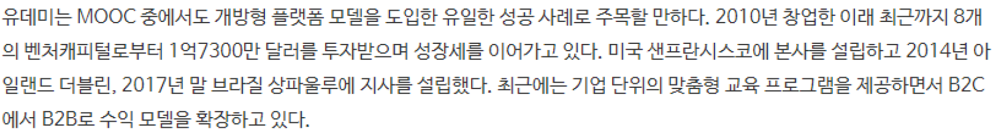 유데미는 MOOC 중에서도 개방형 플랫폼 모델을 도입한 유일한 성공 사례로 주목할 만하다. 2010년 창업한 이래 최근까지 8개
의 벤처캐피털로부터 1억7300만 달러를 투자받으며 성장세를 이어가고 있다. 미국 샌프란시스코에 본사를 설립하고 2014년 아
일랜드 더블린, 2017년 말 브라질 상파울루에 지사를 설립했다. 최근에는 기업 단위의 맞춤형 교육 프로그램을 제공하면서 B2C
에서 B2B로 수익 모델을 확장하고 있다.